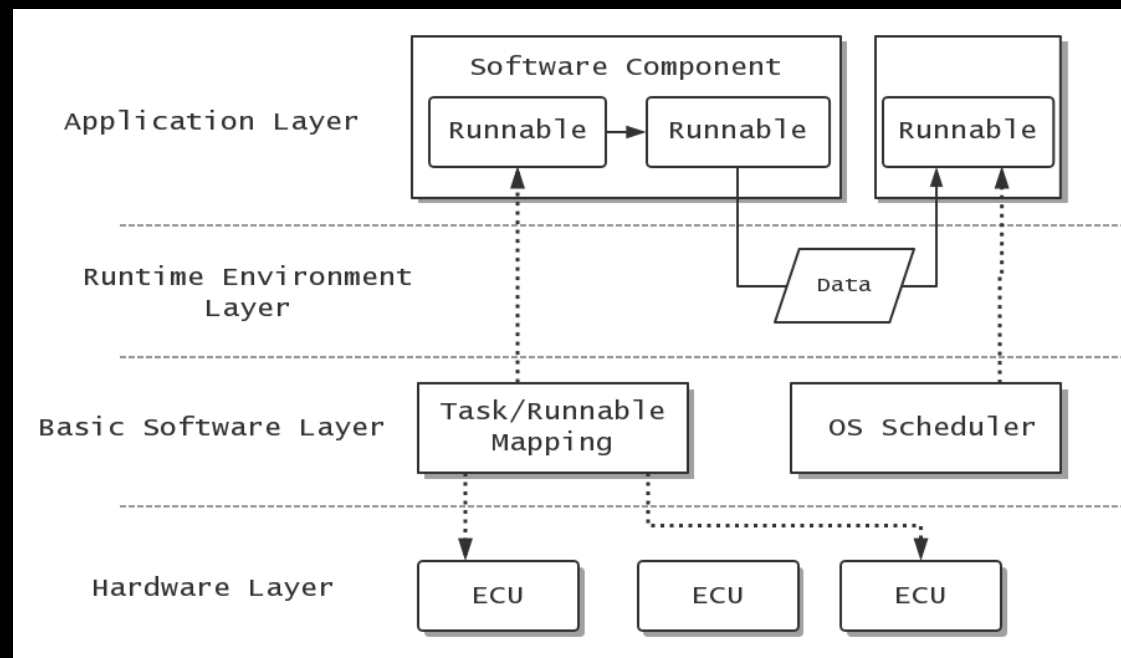 Application Layer
Software Component
Runnable
Runnable
Runnable
Runtime Environment
Layer
Data
Basic Software Layer
Task/Runnable
Mapping
OS Scheduler
Hardware Layer
ECU
ECU
ECU